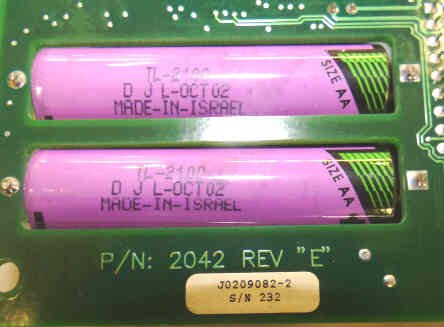 TL-2100
SIZE AA
D J L-OCT02
MADE-IN-ISRAEL
TL-2100
SIZE AA
D J L-OCT02
MADE-IN-ISRAEL
P/N: 2042 REV "E"
J0209082-2
S/N 232